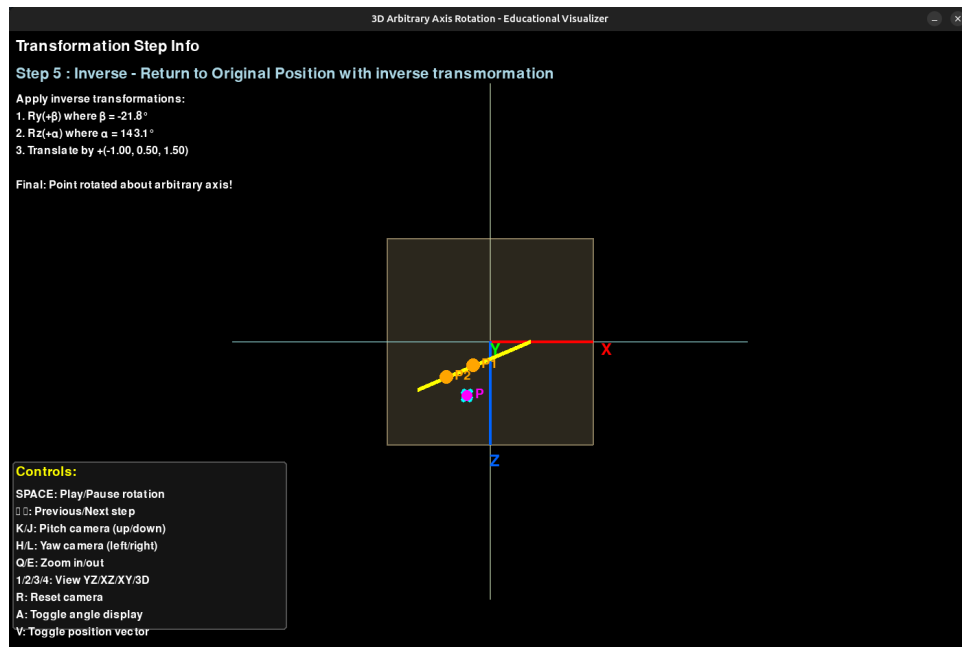 3D Arbitrary Axis Rotation - Educational Visualizer
Transformation Step Info
Step 5 : Inverse - Return to Original Position with inverse transmormation
Apply inverse transformations:
1. Ry(+β) where β = -21.8°
2. Rz(+α) where α = 143.1°
3. Translate by +(-1.00, 0.50, 1.50)
Final: Point rotated about arbitrary axis!
Y
X
P1
P2
P
Z
Controls:
SPACE: Play/Pause rotation
▯▯: Previous/Next step
K/J: Pitch camera (up/down)
H/L: Yaw camera (left/right)
Q/E: Zoom in/out
1/2/3/4: View YZ/XZ/XY/3D
R: Reset camera
A: Toggle angle display
V: Toggle position vector